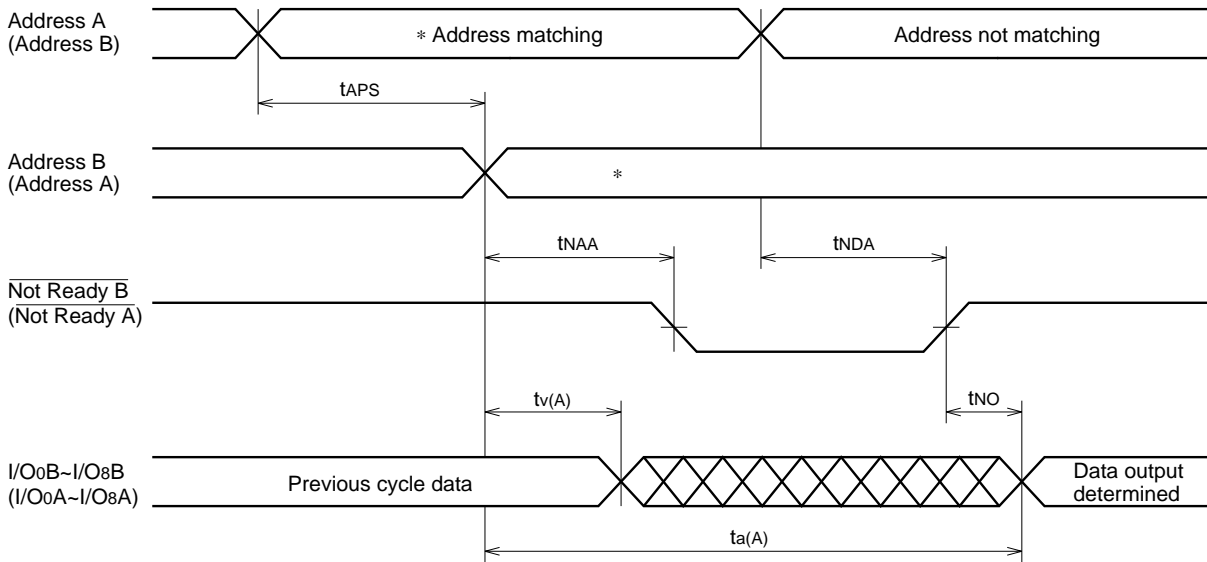 Address A
(Address B)
* Address matching
Address not matching
tAPS
Address B
(Address A)
*
tNAA
tNDA
Not Ready B
(Not Ready A)
tv(A)
tNO
I/O0B~I/O8B
(I/O0A~I/O8A)
Previous cycle data
Data output
determined
ta(A)